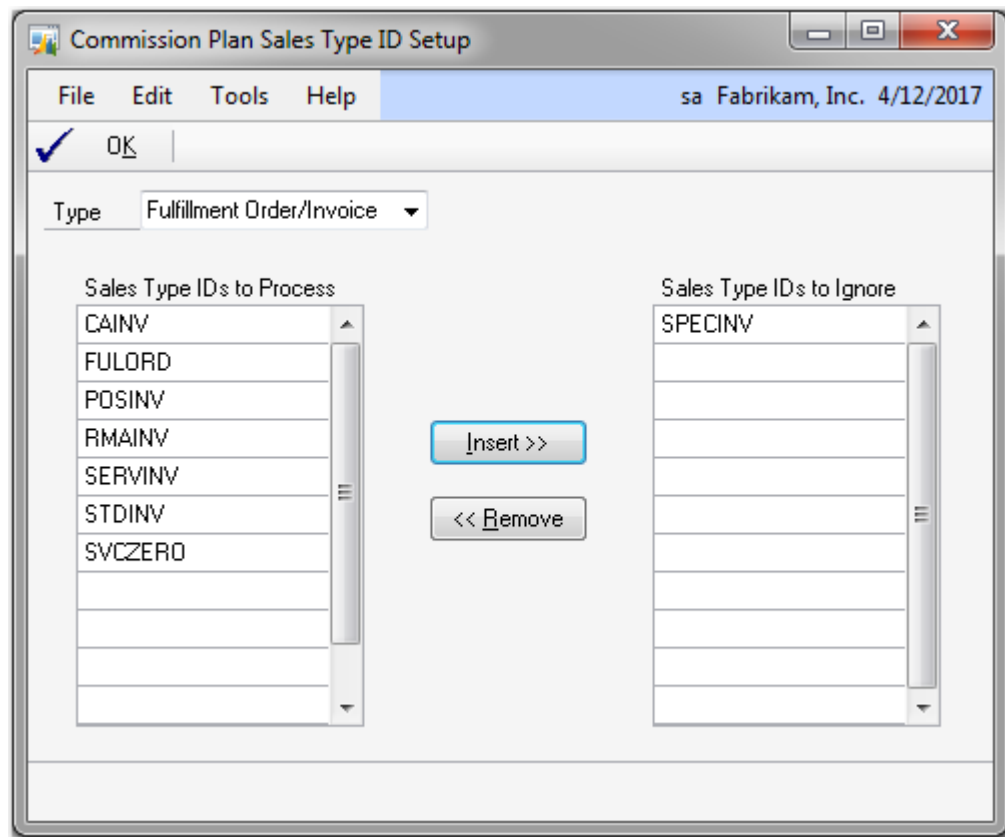 Commission Plan Sales Type ID Setup
File Edit Tools Help sa Fabrikam, Inc. 4/12/2017
OK
Type Fulfillment Order/Invoice
Sales Type IDs to Process
CAINV
FULORD
POSINV
RMAINV
SERVINV
STDINV
SVCZERO
Insert >>
<< Remove
Sales Type IDs to Ignore
SPECINV